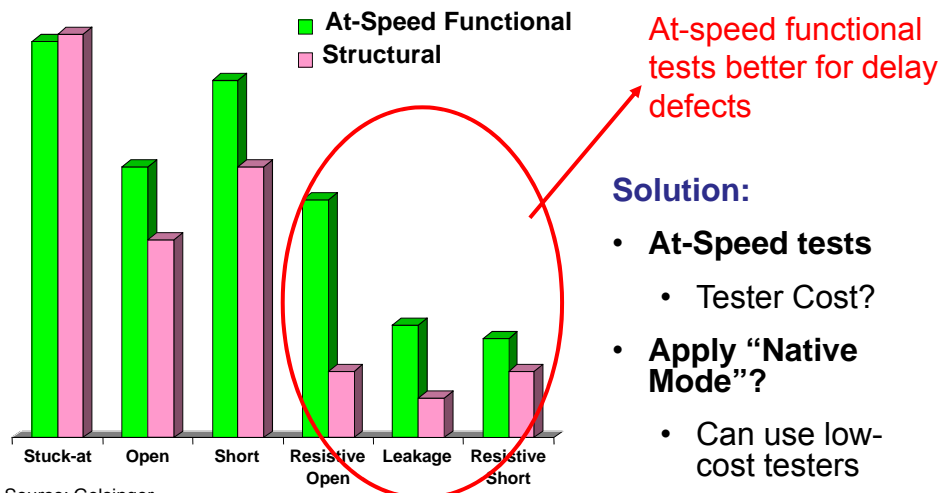 At-Speed Functional
Structural
Stuck-at
Open
Short
Resistive
Open
Leakage
Resistive
Short
At-speed functional
tests better for delay
defects
Solution:
• At-Speed tests
• Tester Cost?
• Apply “Native
Mode”?
• Can use low-
cost testers